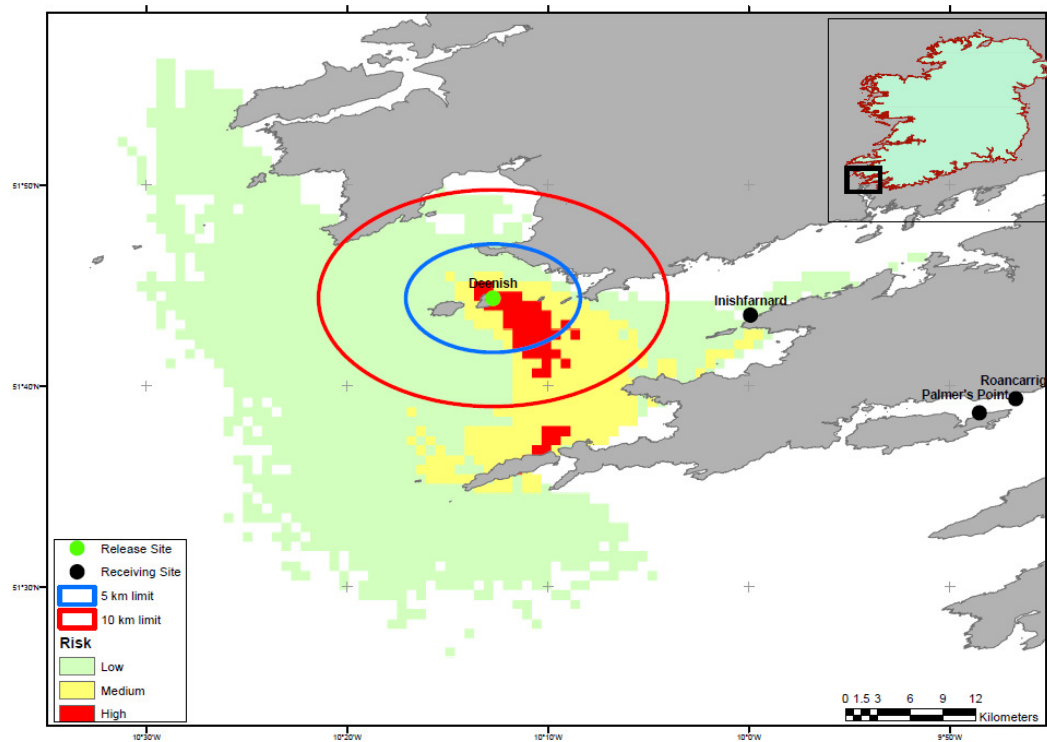 51°50'N
51°40'N
51°30'N
Deenish
Inishfarnard
Roancarrig
Palmer's Point
Release Site
Receiving Site
5 km limit
10 km limit
Risk
Low
Medium
High
0 1.5 3 6 9 12
Kilometers
10°30'W 10°20'W 10°10'W 10°0'W 9°50'W